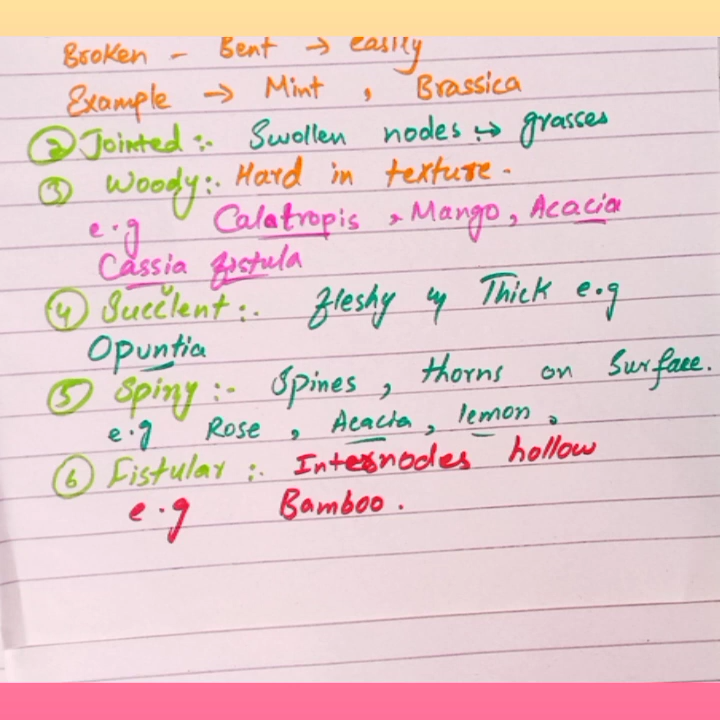 Broken - Bent → easily
Example → Mint , Brassica
② Jointed :- Swollen nodes → grasses
③ Woody :- Hard in texture -
e.g Calatropis , Mango , Acacia
Cassia fistula
④ Succulent :- fleshy Thick e.g
Opuntia
⑤ Spiny :- Spines , thorns on Surface .
e.g Rose , Acacia , lemon ,
⑥ Fistular :- Internodes hollow
e.g Bamboo .